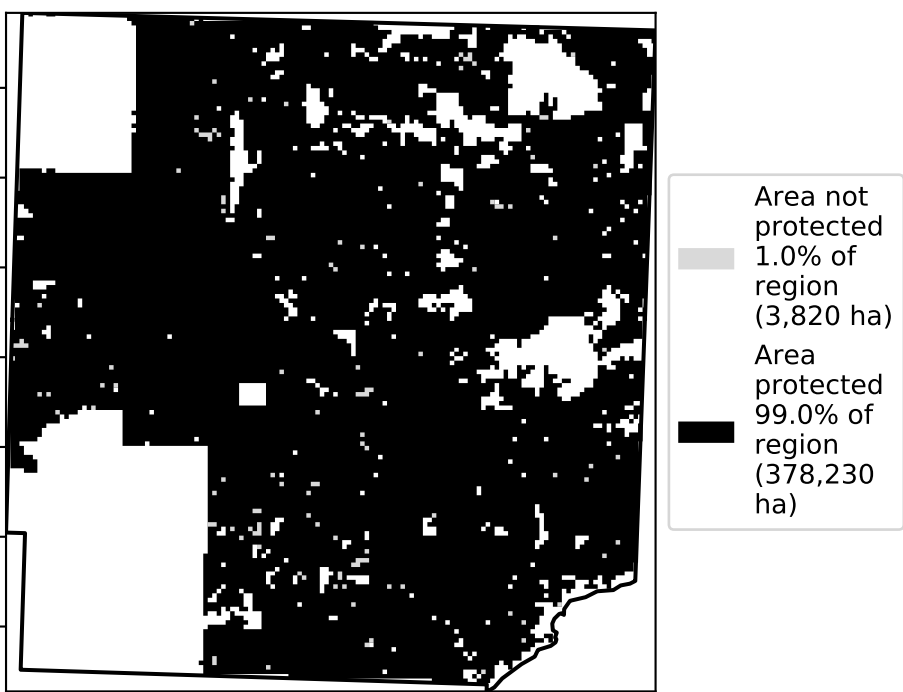 Area not
protected
1.0% of
region
(3,820 ha)
Area
protected
99.0% of
region
(378,230
ha)